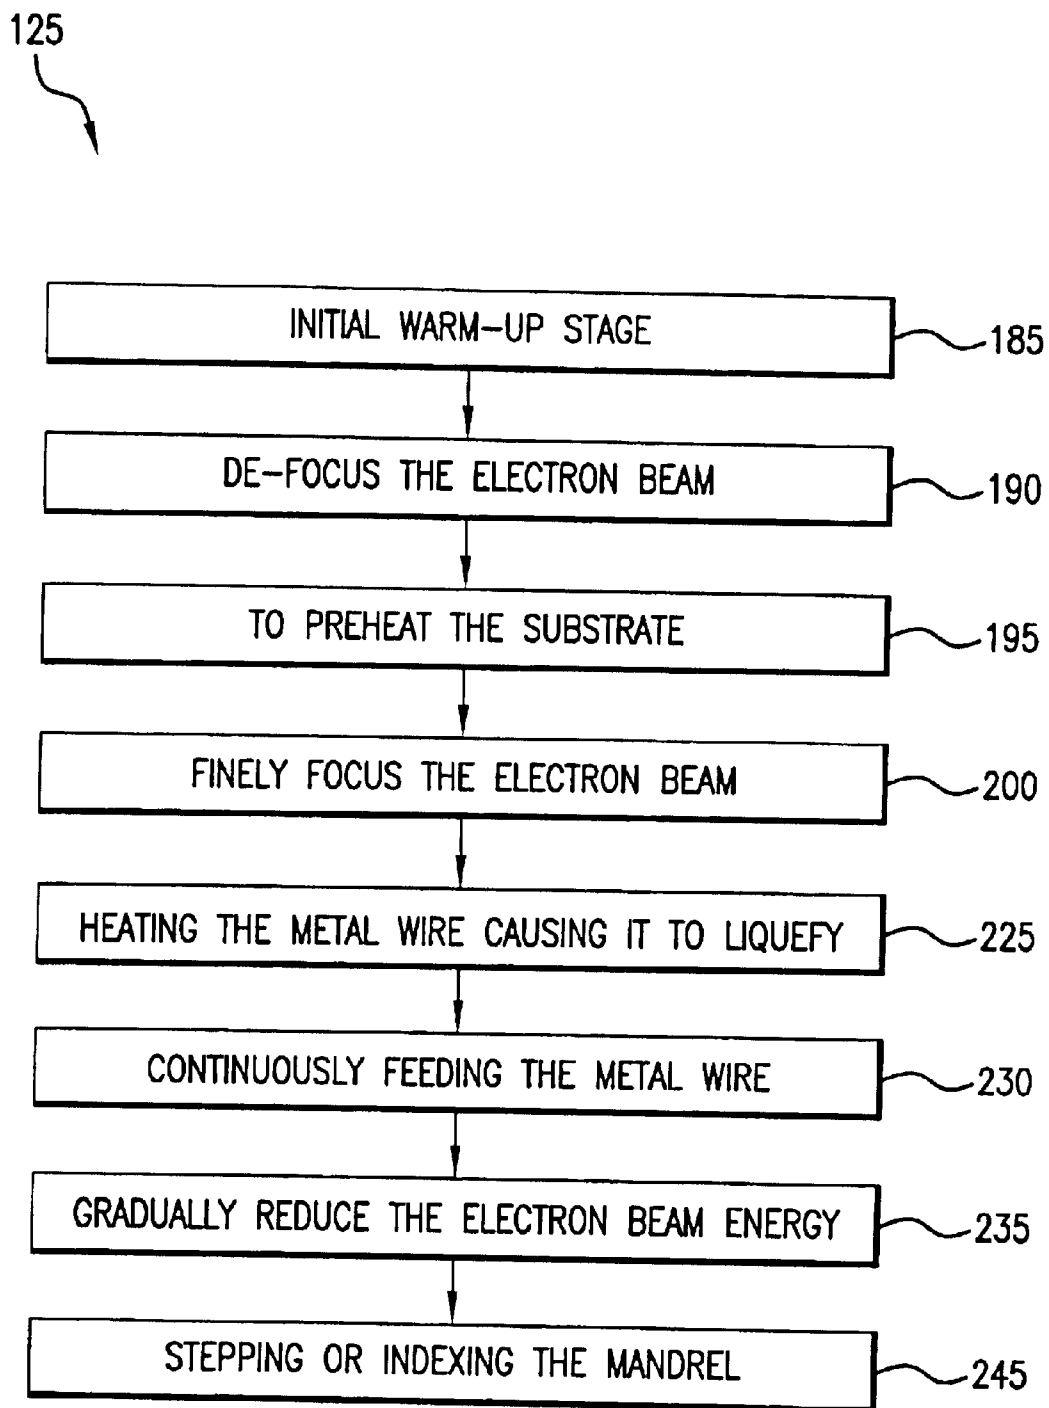 125
INITIAL WARM-UP STAGE
185
DE-FOCUS THE ELECTRON BEAM
190
TO PREHEAT THE SUBSTRATE
195
FINELY FOCUS THE ELECTRON BEAM
200
HEATING THE METAL WIRE CAUSING IT TO LIQUEFY
225
CONTINUOUSLY FEEDING THE METAL WIRE
230
GRADUALLY REDUCE THE ELECTRON BEAM ENERGY
235
STEPPING OR INDEXING THE MANDREL
245